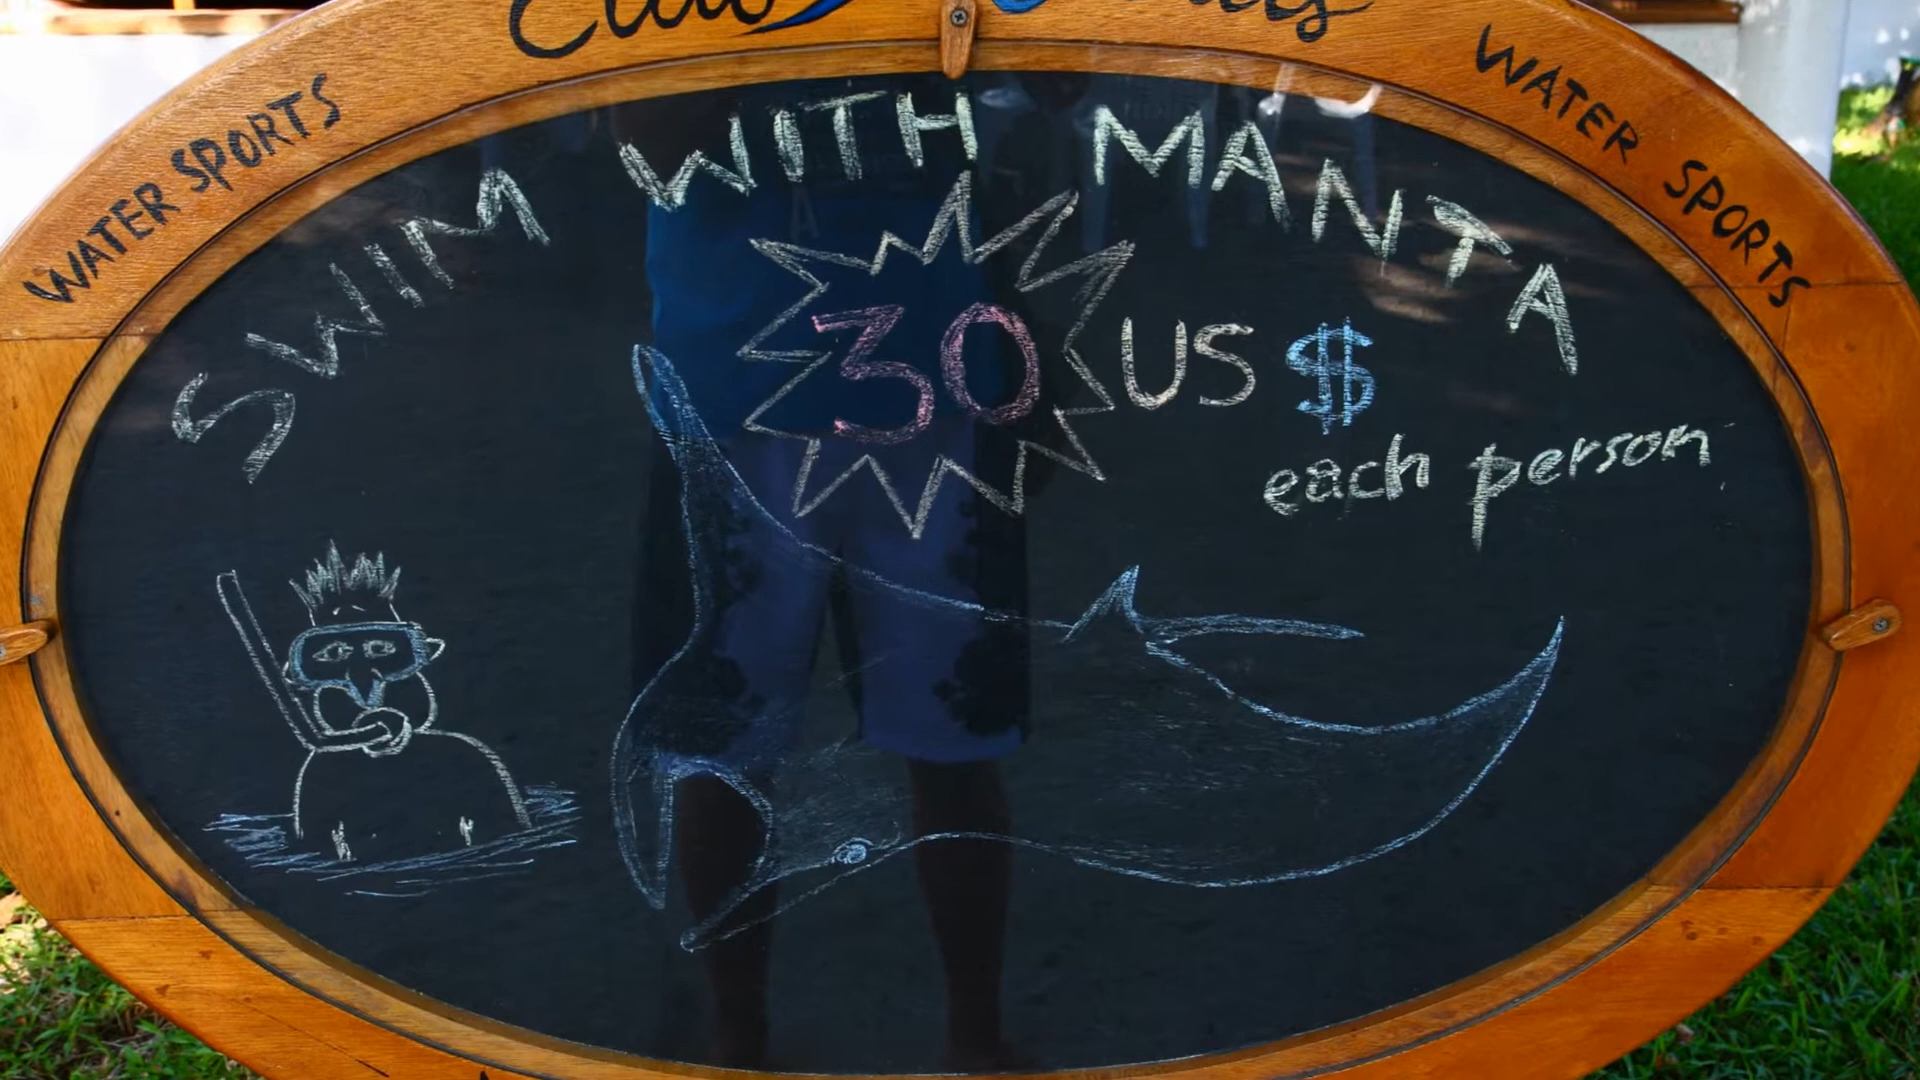 WATER SPORTS
WATER SPORTS
SWIM WITH MANTA
30 US $
each person